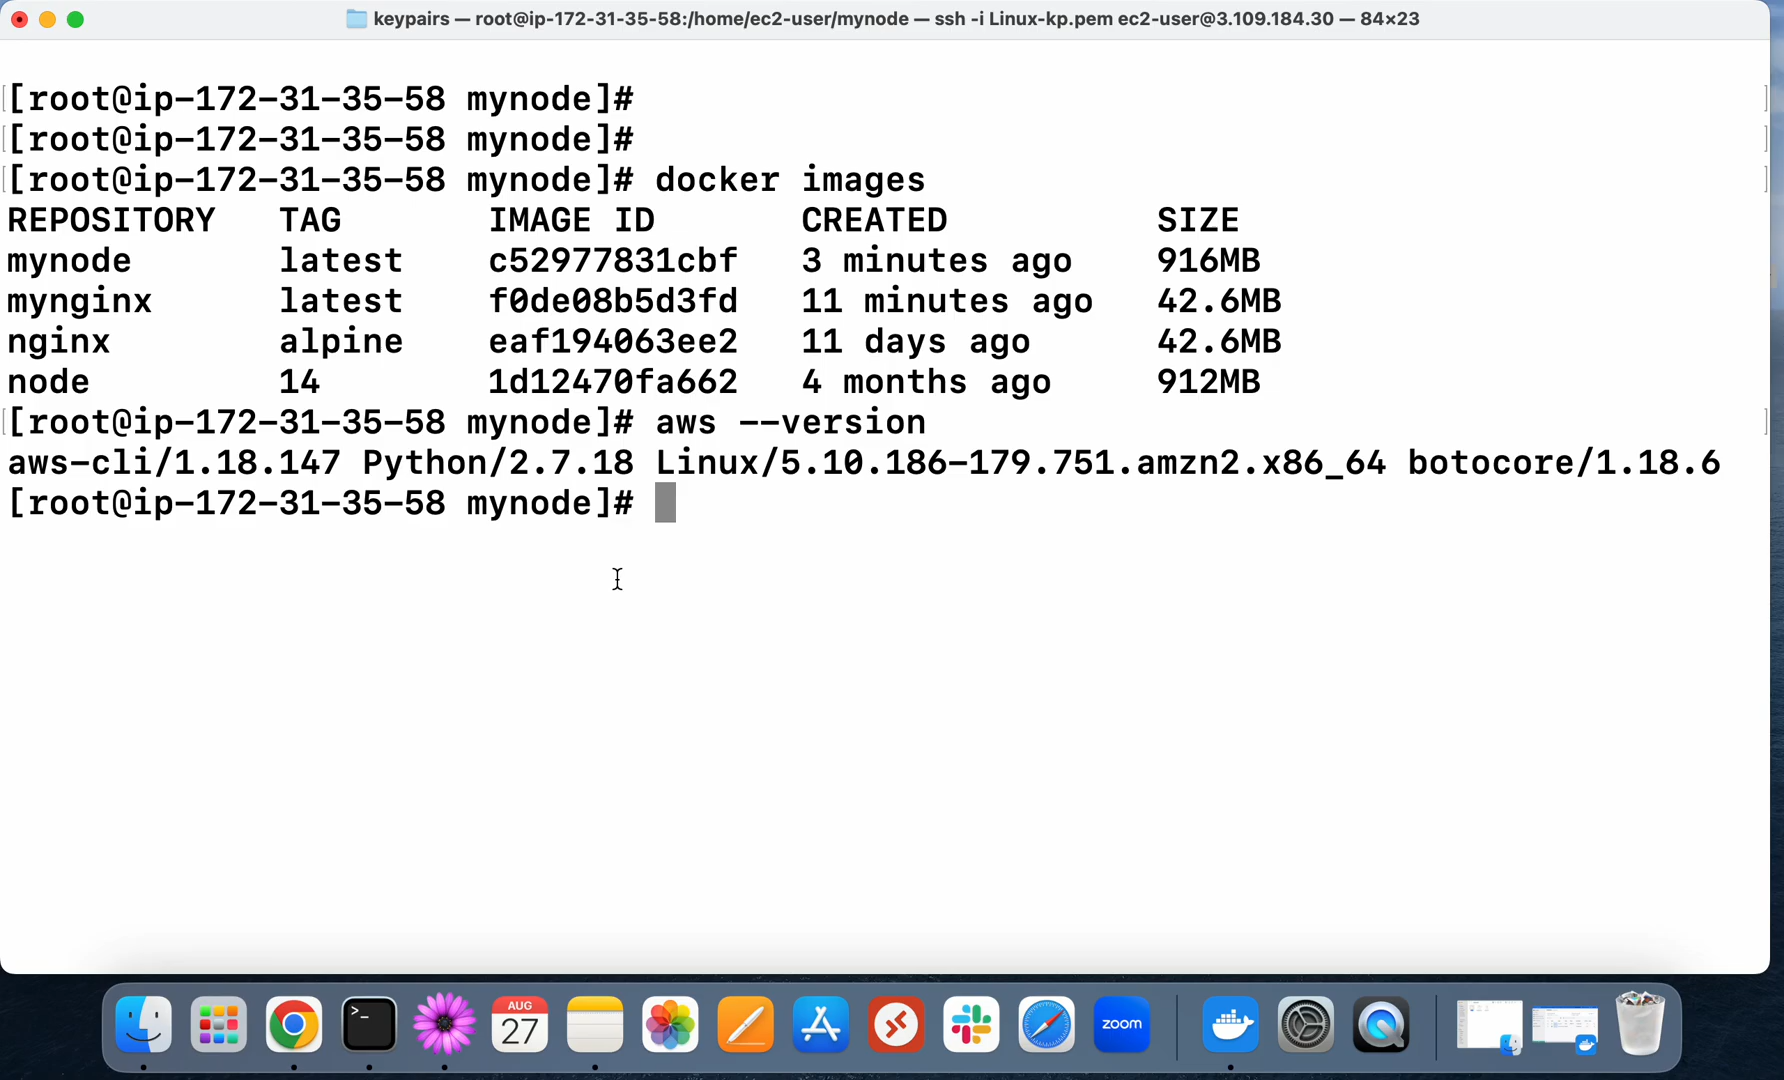 keypairs — root@ip-172-31-35-58:/home/ec2-user/mynode — ssh -i Linux-kp.pem ec2-user@3.109.184.30 — 84×23
[root@ip-172-31-35-58 mynode]#
[root@ip-172-31-35-58 mynode]#
[root@ip-172-31-35-58 mynode]# docker images
REPOSITORY TAG IMAGE ID CREATED SIZE
mynode latest c52977831cbf 3 minutes ago 916MB
mynginx latest f0de08b5d3fd 11 minutes ago 42.6MB
nginx alpine eaf194063ee2 11 days ago 42.6MB
node 14 1d12470fa662 4 months ago 912MB
[root@ip-172-31-35-58 mynode]# aws --version
aws-cli/1.18.147 Python/2.7.18 Linux/5.10.186-179.751.amzn2.x86_64 botocore/1.18.6
[root@ip-172-31-35-58 mynode]#
>_
AUG
27
zoom